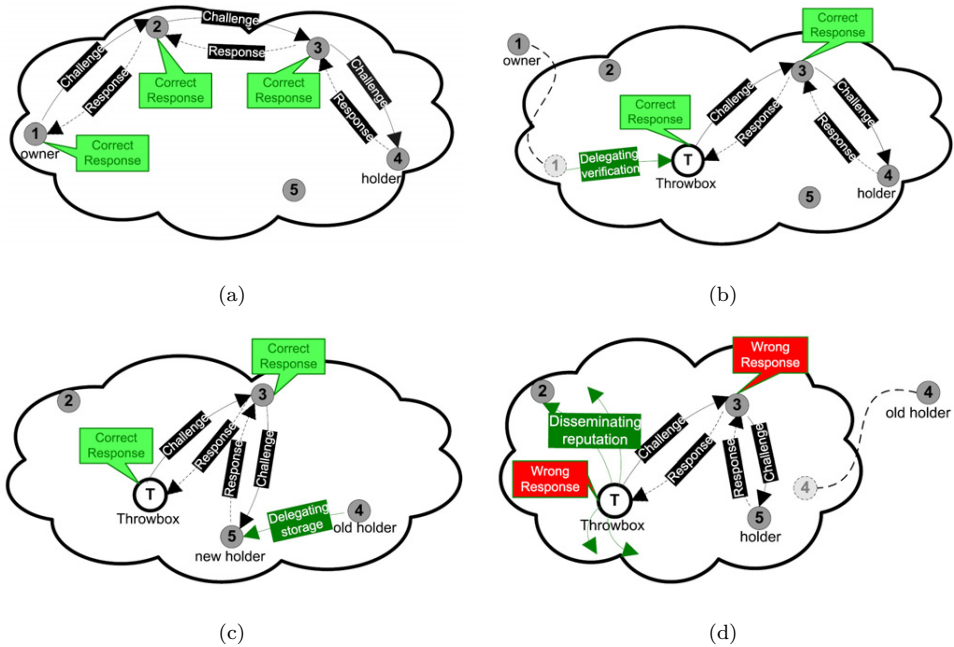 Challenge
2
Challenge
Response
3
Correct
Response
Correct
Response
Response
Challenge
Response
1
owner
Correct
Response
4
holder
5
(a)
1
owner
2
Correct
Response
3
Correct
Response
Challenge
Response
Challenge
Response
1
Delegating
verification
T
Throwbox
4
holder
5
(b)
Correct
Response
2
3
Correct
Response
Challenge
Response
Response
Challenge
T
Throwbox
Delegating
storage
4
old holder
5
new holder
(c)
Wrong
Response
2
3
4
old holder
Disseminating
reputation
Challenge
Response
Response
Challenge
Wrong
Response
T
Throwbox
4
5
holder
(d)